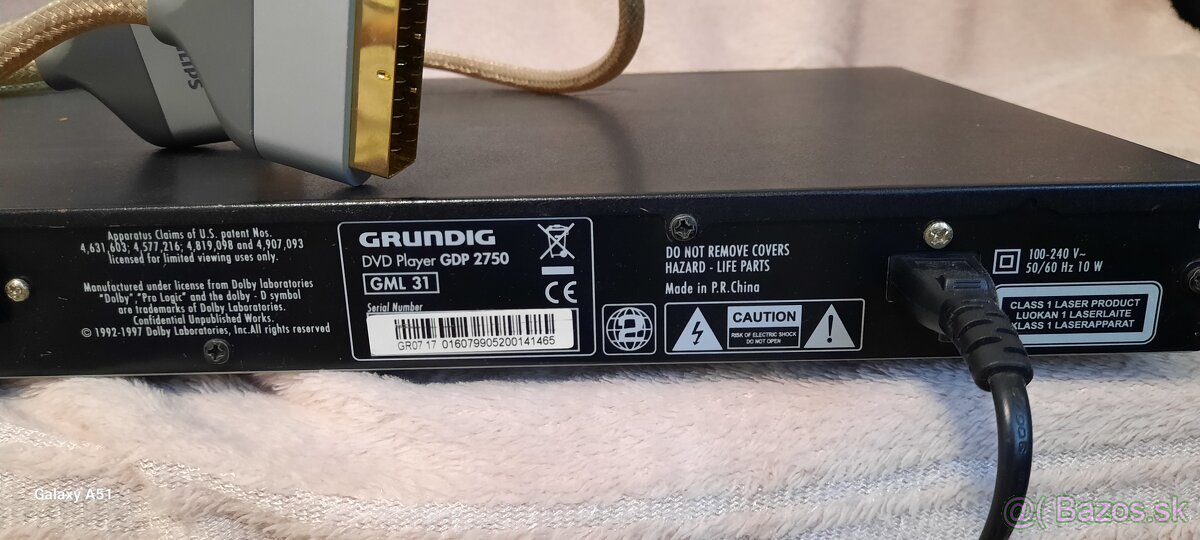 PHILIPS
Apparatus Claims of U.S. patent Nos.
4,631,603; 4,577,216; 4,819,098 and 4,907,093
licensed for limited viewing uses only.
Manufactured under license from Dolby Laboratories
"Dolby","Pro Logic" and the dolby - D symbol
are trademarks of Dolby Laboratories.
Confidential Unpublished Works.
© 1992-1997 Dolby Laboratories, Inc.All rights reserved
GRUNDIG
DVD Player GDP 2750
GML 31
Serial Number
GR07 17 016079905200141465
CE
2
DO NOT REMOVE COVERS
HAZARD - LIFE PARTS
Made in P.R.China
CAUTION
RISK OF ELECTRIC SHOCK
DO NOT OPEN
100-240 V~
50/60 Hz 10 W
CLASS 1 LASER PRODUCT
LUOKAN 1 LASERLAITE
KLASS 1 LASERAPPARAT
Galaxy A51
@( Bazos.sk